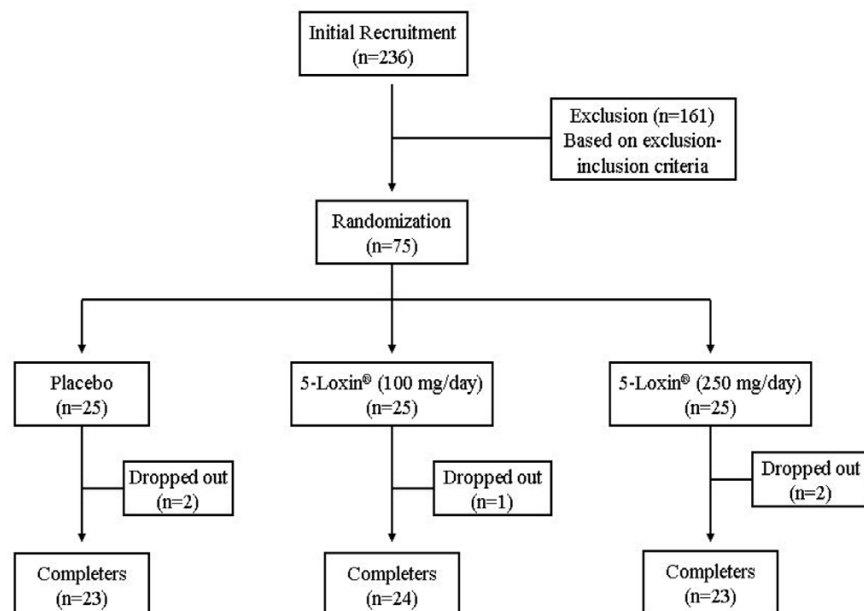 Initial Recruitment
(n=236)
Exclusion (n=161)
Based on exclusion-
inclusion criteria
Randomization
(n=75)
Placebo
(n=25)
5-Loxin® (100 mg/day)
(n=25)
5-Loxin® (250 mg/day)
(n=25)
Dropped out
(n=2)
Dropped out
(n=1)
Dropped out
(n=2)
Completers
(n=23)
Completers
(n=24)
Completers
(n=23)